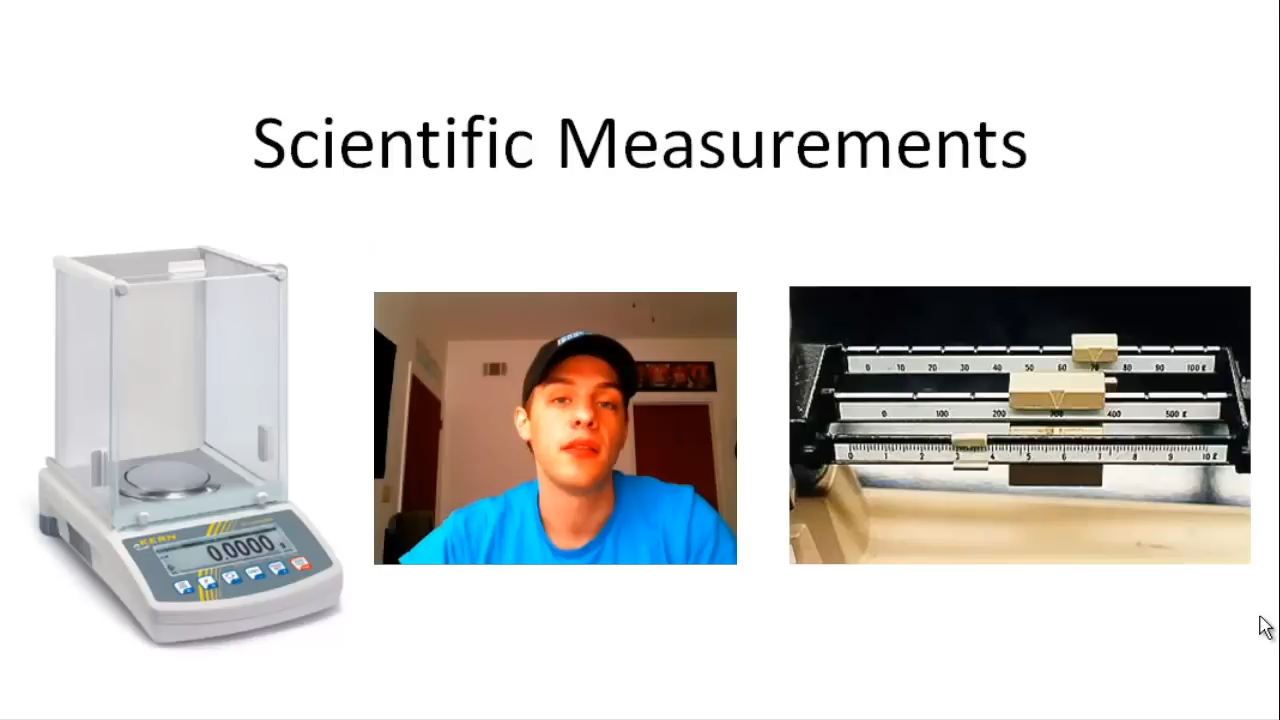 Scientific Measurements
KERN
0.0000 g
0 10 20 30 40 50 60 70 80 90 100 g
0 100 200 300 400 500 g
0 1 2 3 4 5 6 7 8 9 10 g